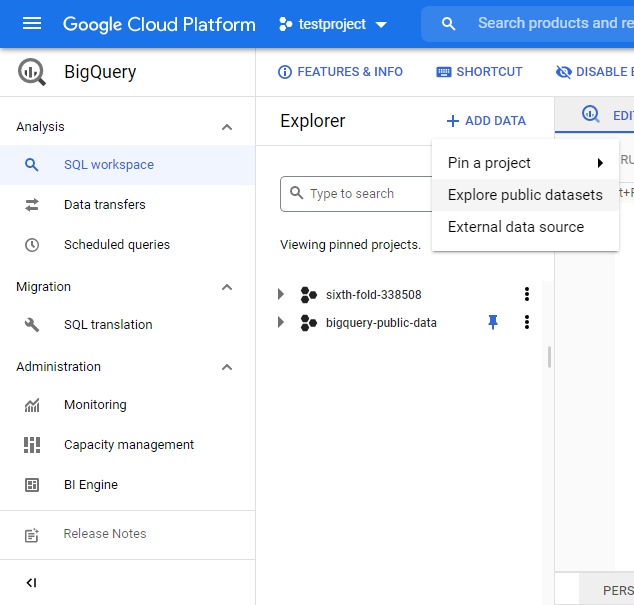 Google Cloud Platform
testproject
Search products and re
BigQuery
FEATURES & INFO
SHORTCUT
DISABLE E
Analysis
SQL workspace
Data transfers
Scheduled queries
Migration
SQL translation
Administration
Monitoring
Capacity management
BI Engine
Release Notes
Explorer
+ ADD DATA
EDI
Pin a project
RU
Explore public datasets
t+F
External data source
Type to search
Viewing pinned projects.
sixth-fold-338508
bigquery-public-data
PERS